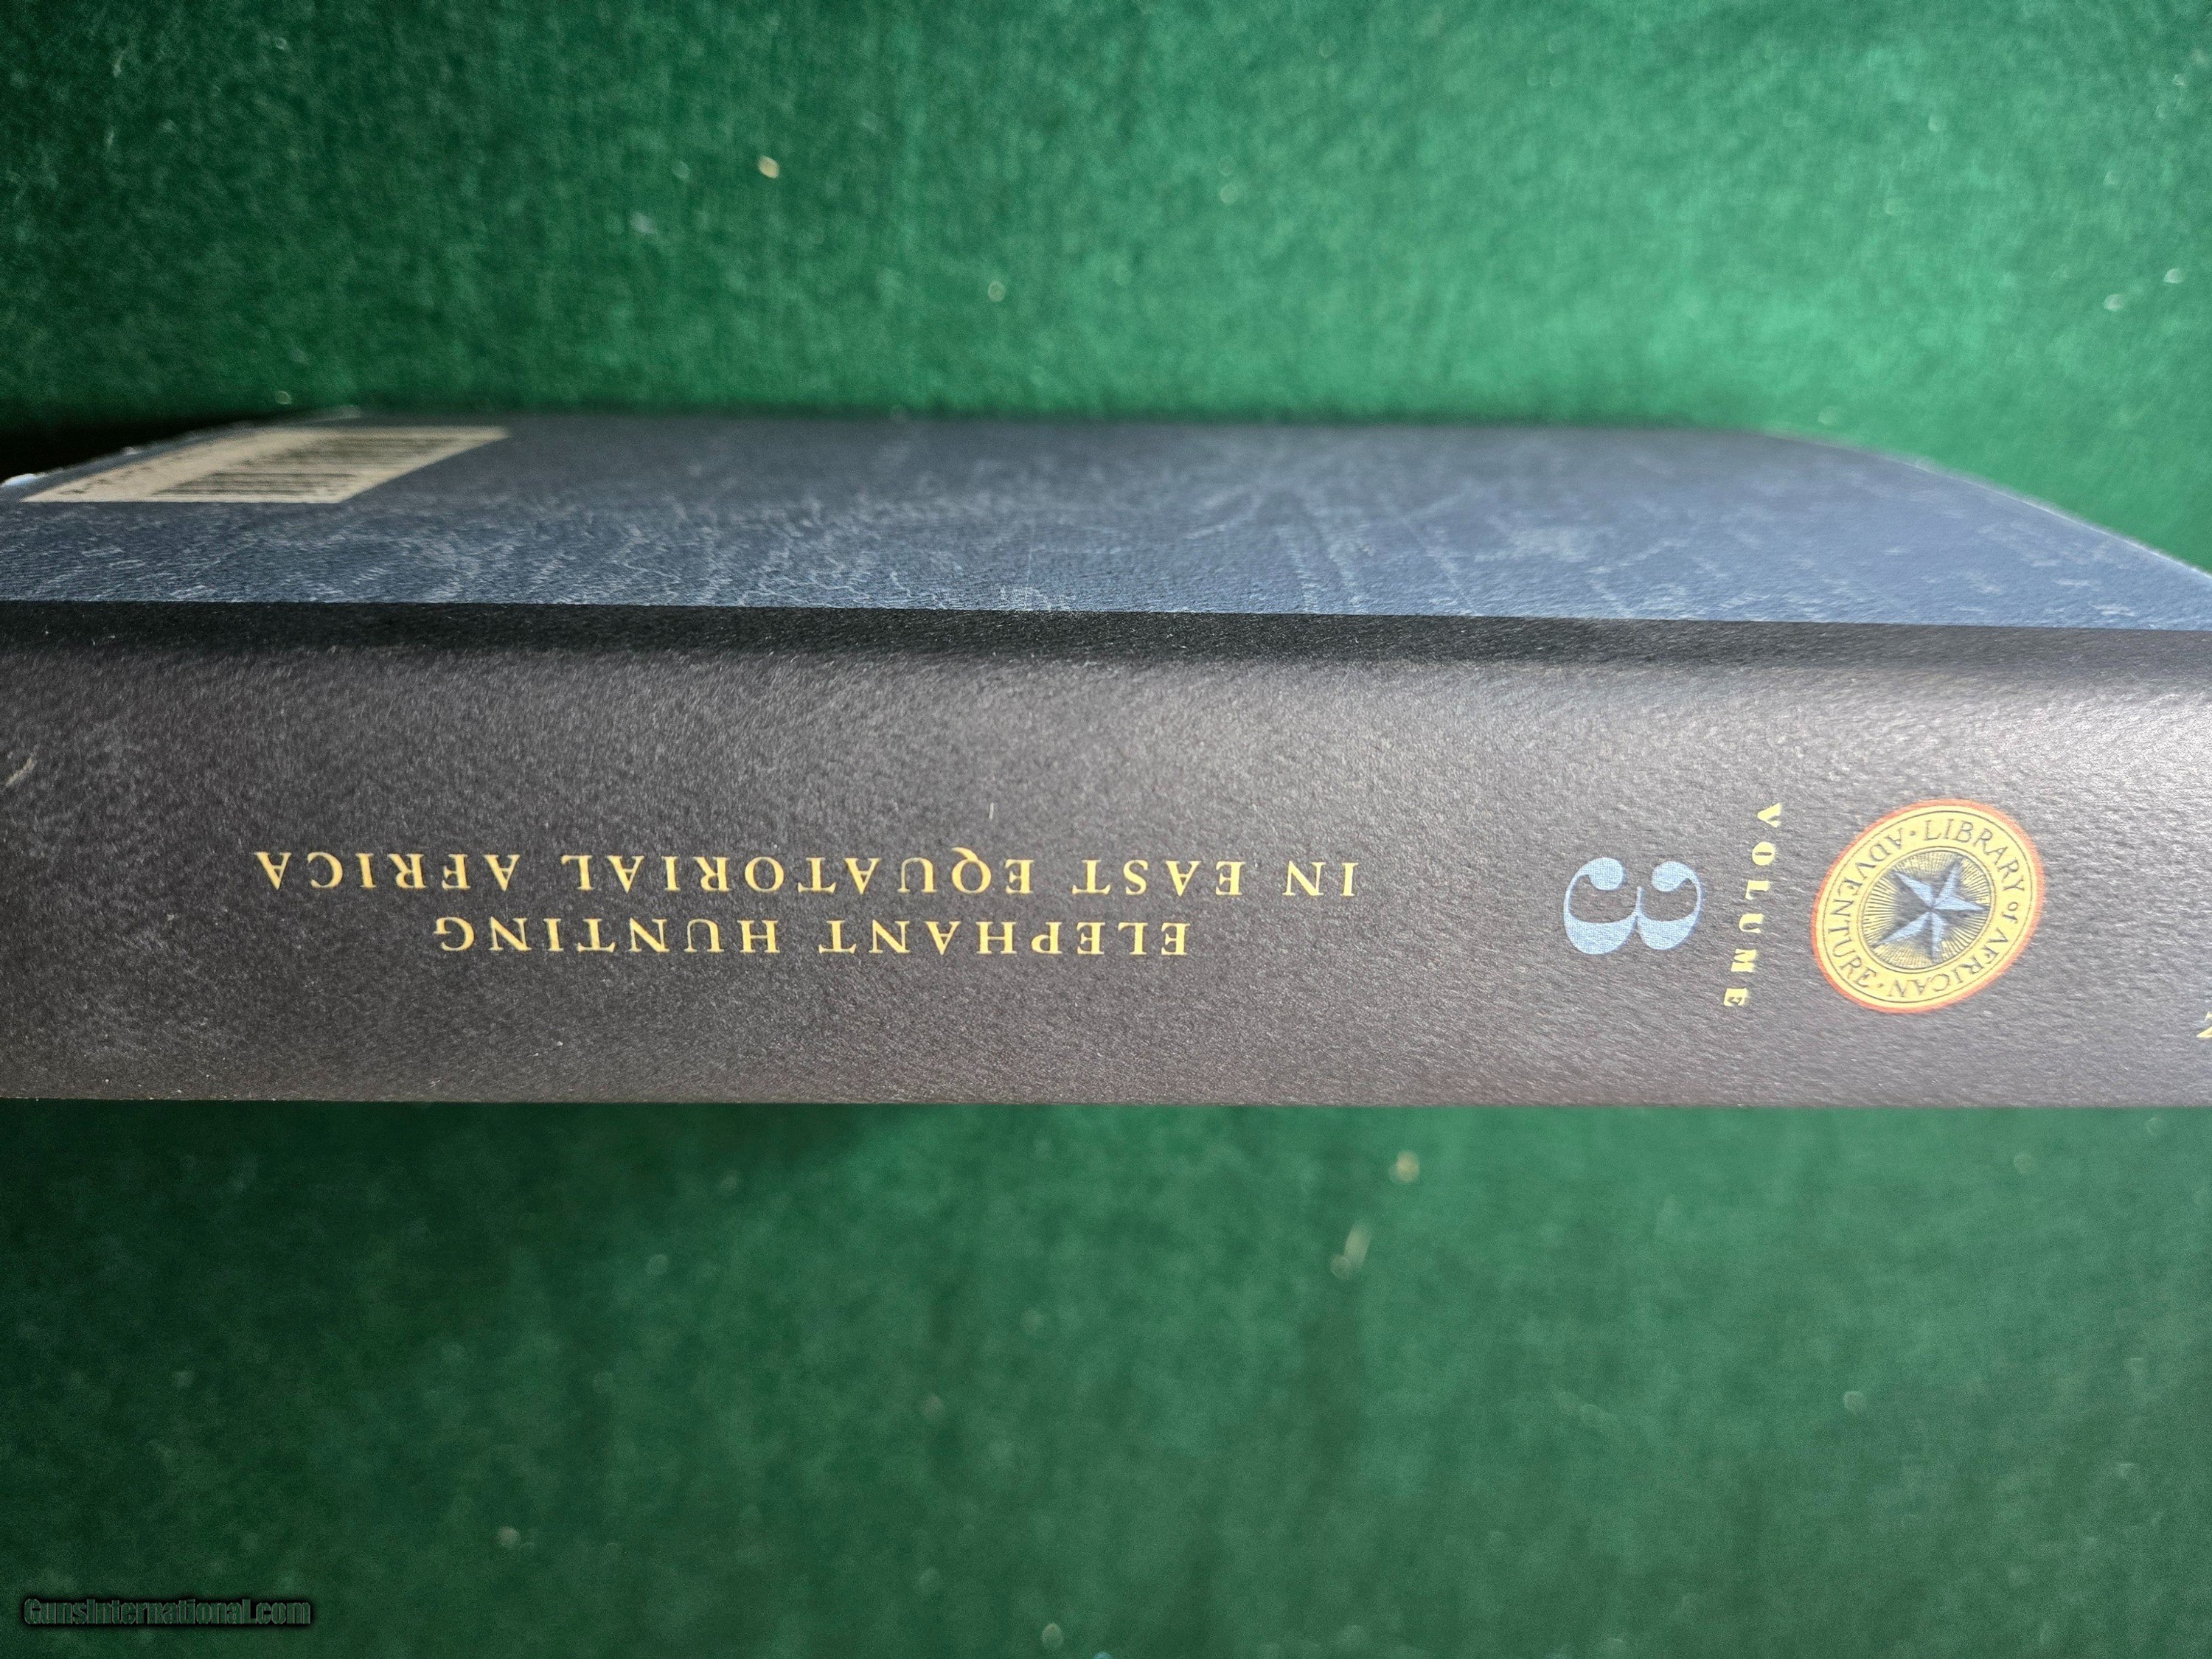 LIBRARY of AFRICAN ADVENTURE
VOLUME
3
ELEPHANT HUNTING
IN EAST EQUATORIAL AFRICA
GunsInternational.com